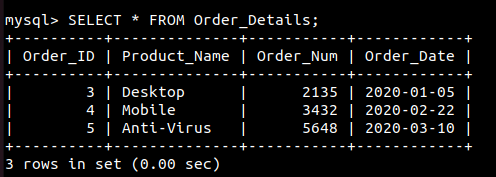 mysql> SELECT * FROM Order_Details;
+----------+--------------+-----------+------------+
| Order_ID | Product_Name | Order_Num | Order_Date |
+----------+--------------+-----------+------------+
|        3 | Desktop      |      2135 | 2020-01-05 |
|        4 | Mobile       |      3432 | 2020-02-22 |
|        5 | Anti-Virus   |      5648 | 2020-03-10 |
+----------+--------------+-----------+------------+
3 rows in set (0.00 sec)